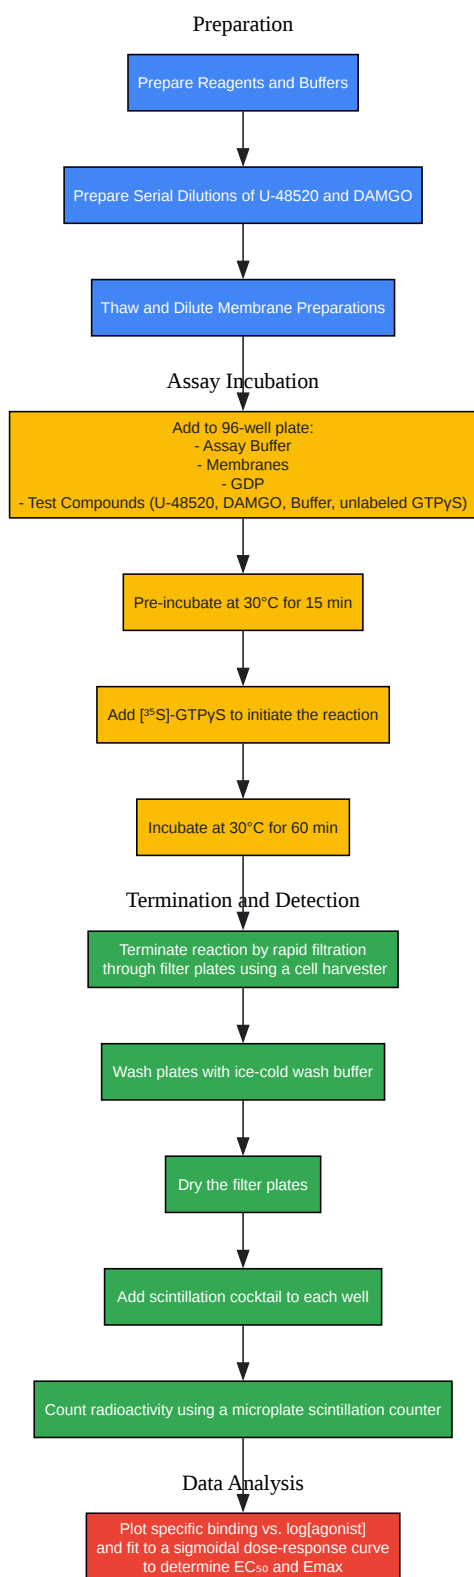 Preparation
Prepare Reagents and Buffers
Prepare Serial Dilutions of U-48520 and DAMGO
Thaw and Dilute Membrane Preparations
Assay Incubation
Add to 96-well plate:
- Assay Buffer
- Membranes
- GDP
- Test Compounds (U-48520, DAMGO, Buffer, unlabeled GTPγS)
Pre-incubate at 30°C for 15 min
Add [³⁵S]-GTPγS to initiate the reaction
Incubate at 30°C for 60 min
Termination and Detection
Terminate reaction by rapid filtration
through filter plates using a cell harvester
Wash plates with ice-cold wash buffer
Dry the filter plates
Add scintillation cocktail to each well
Count radioactivity using a microplate scintillation counter
Data Analysis
Plot specific binding vs. log[agonist]
and fit to a sigmoidal dose-response curve
to determine EC₅₀ and Emax